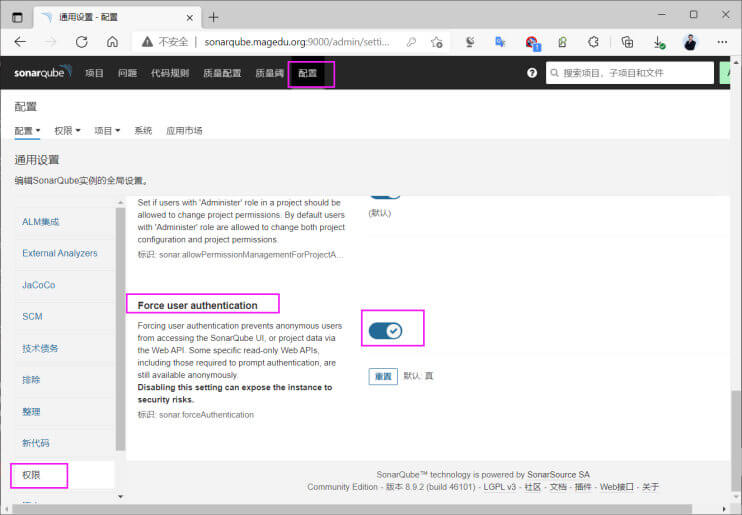 通用设置 - 配置
不安全 sonarqube.magedu.org:9000/admin/setti...
sonarqube 项目 问题 代码规则 质量配置 质量阈 配置 搜索项目、子项目和文件 A
配置
配置 权限 项目 系统 应用市场
通用设置
编辑SonarQube实例的全局设置。
ALM集成
External Analyzers
JaCoCo
SCM
技术债务
排除
整理
新代码
权限
Set if users with 'Administer' role in a project should be
allowed to change project permissions. By default users
with 'Administer' role are allowed to change both project
configuration and project permissions.
标识: sonar.allowPermissionManagementForProjectA...
(默认)
Force user authentication
Forcing user authentication prevents anonymous users
from accessing the SonarQube UI, or project data via
the Web API. Some specific read-only Web APIs,
including those required to prompt authentication, are
still available anonymously.
Disabling this setting can expose the instance to
security risks.
标识: sonar.forceAuthentication
重置 默认: 真
SonarQube™ technology is powered by SonarSource SA
Community Edition - 版本 8.9.2 (build 46101) - LGPL v3 - 社区 - 文档 - 插件 - Web接口 - 关于